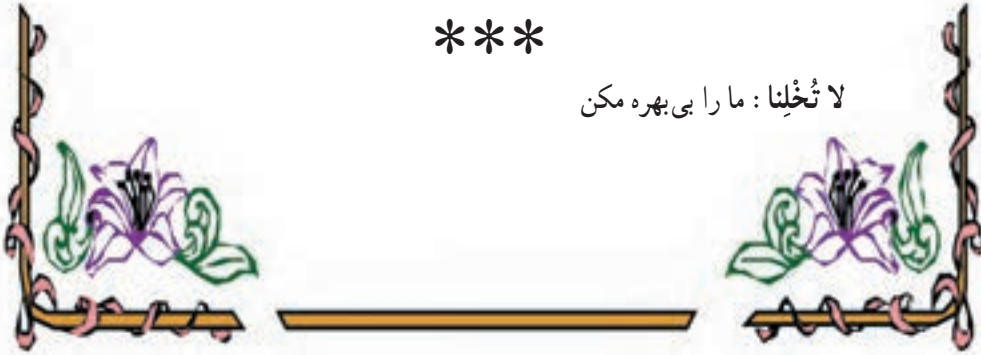 ***
لا تُخْلِنا : ما را بی‌بهره مکن